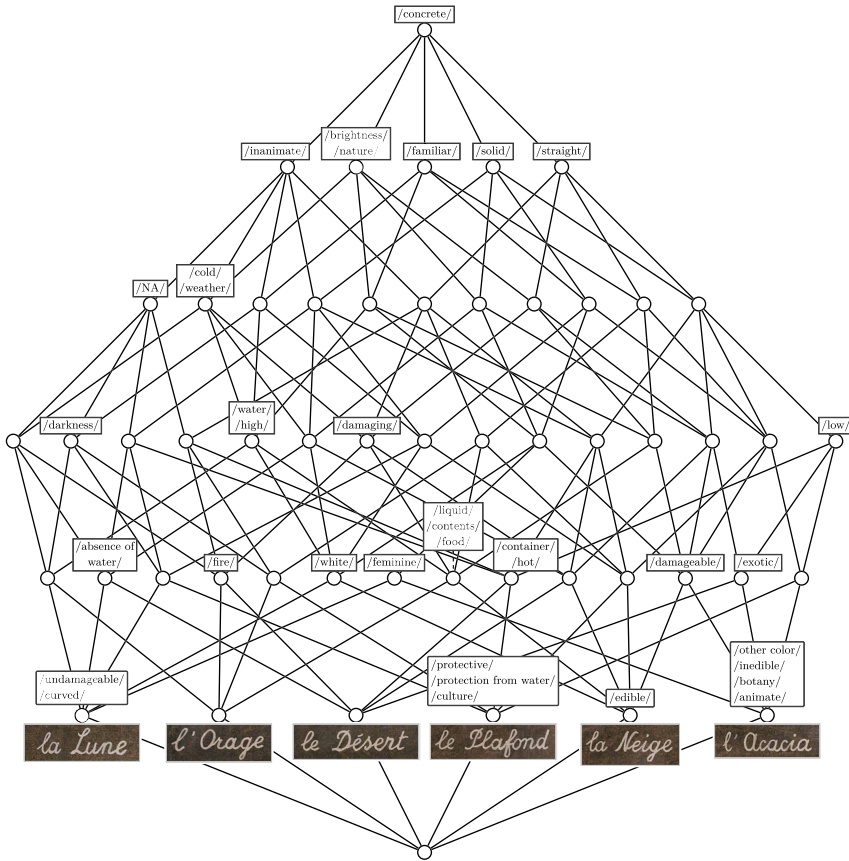 /concrete/
/brightness/
/nature/
/inanimate/
/familiar/
/solid/
/straight/
/cold/
/weather/
/NA/
/water/
/high/
/darkness/
/damaging/
/low/
/liquid/
/contents/
/food/
/absence of
water/
/fire/
/white/
/feminine/
/container/
/hot/
/damageable/
/exotic/
/undamageable/
/curved/
/protective/
/protection from water/
/culture/
/edible/
/other color/
/inedible/
/botany/
/animate/
la Lune
l'Orage
le Désert
le Plafond
la Neige
l'Acacia